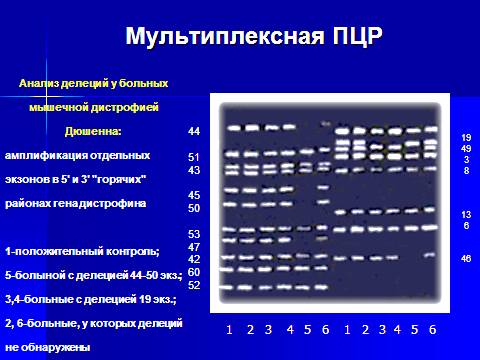 Мультиплексная ПЦР
Анализ делеций у больных
мышечной дистрофией
Дюшенна:
амплификация отдельных
экзонов в 5' и 3' "горячих"
районах гена дистрофина
1-положительный контроль;
5-больной с делецией 44-50 экз.;
3,4-больные с делецией 19 экз.;
2, 6-больные, у которых делеций
не обнаружены
44
51
43
45
50
53
47
42
60
52
19
49
3
8
13
6
46
1 2 3 4 5 6 1 2 3 4 5 6